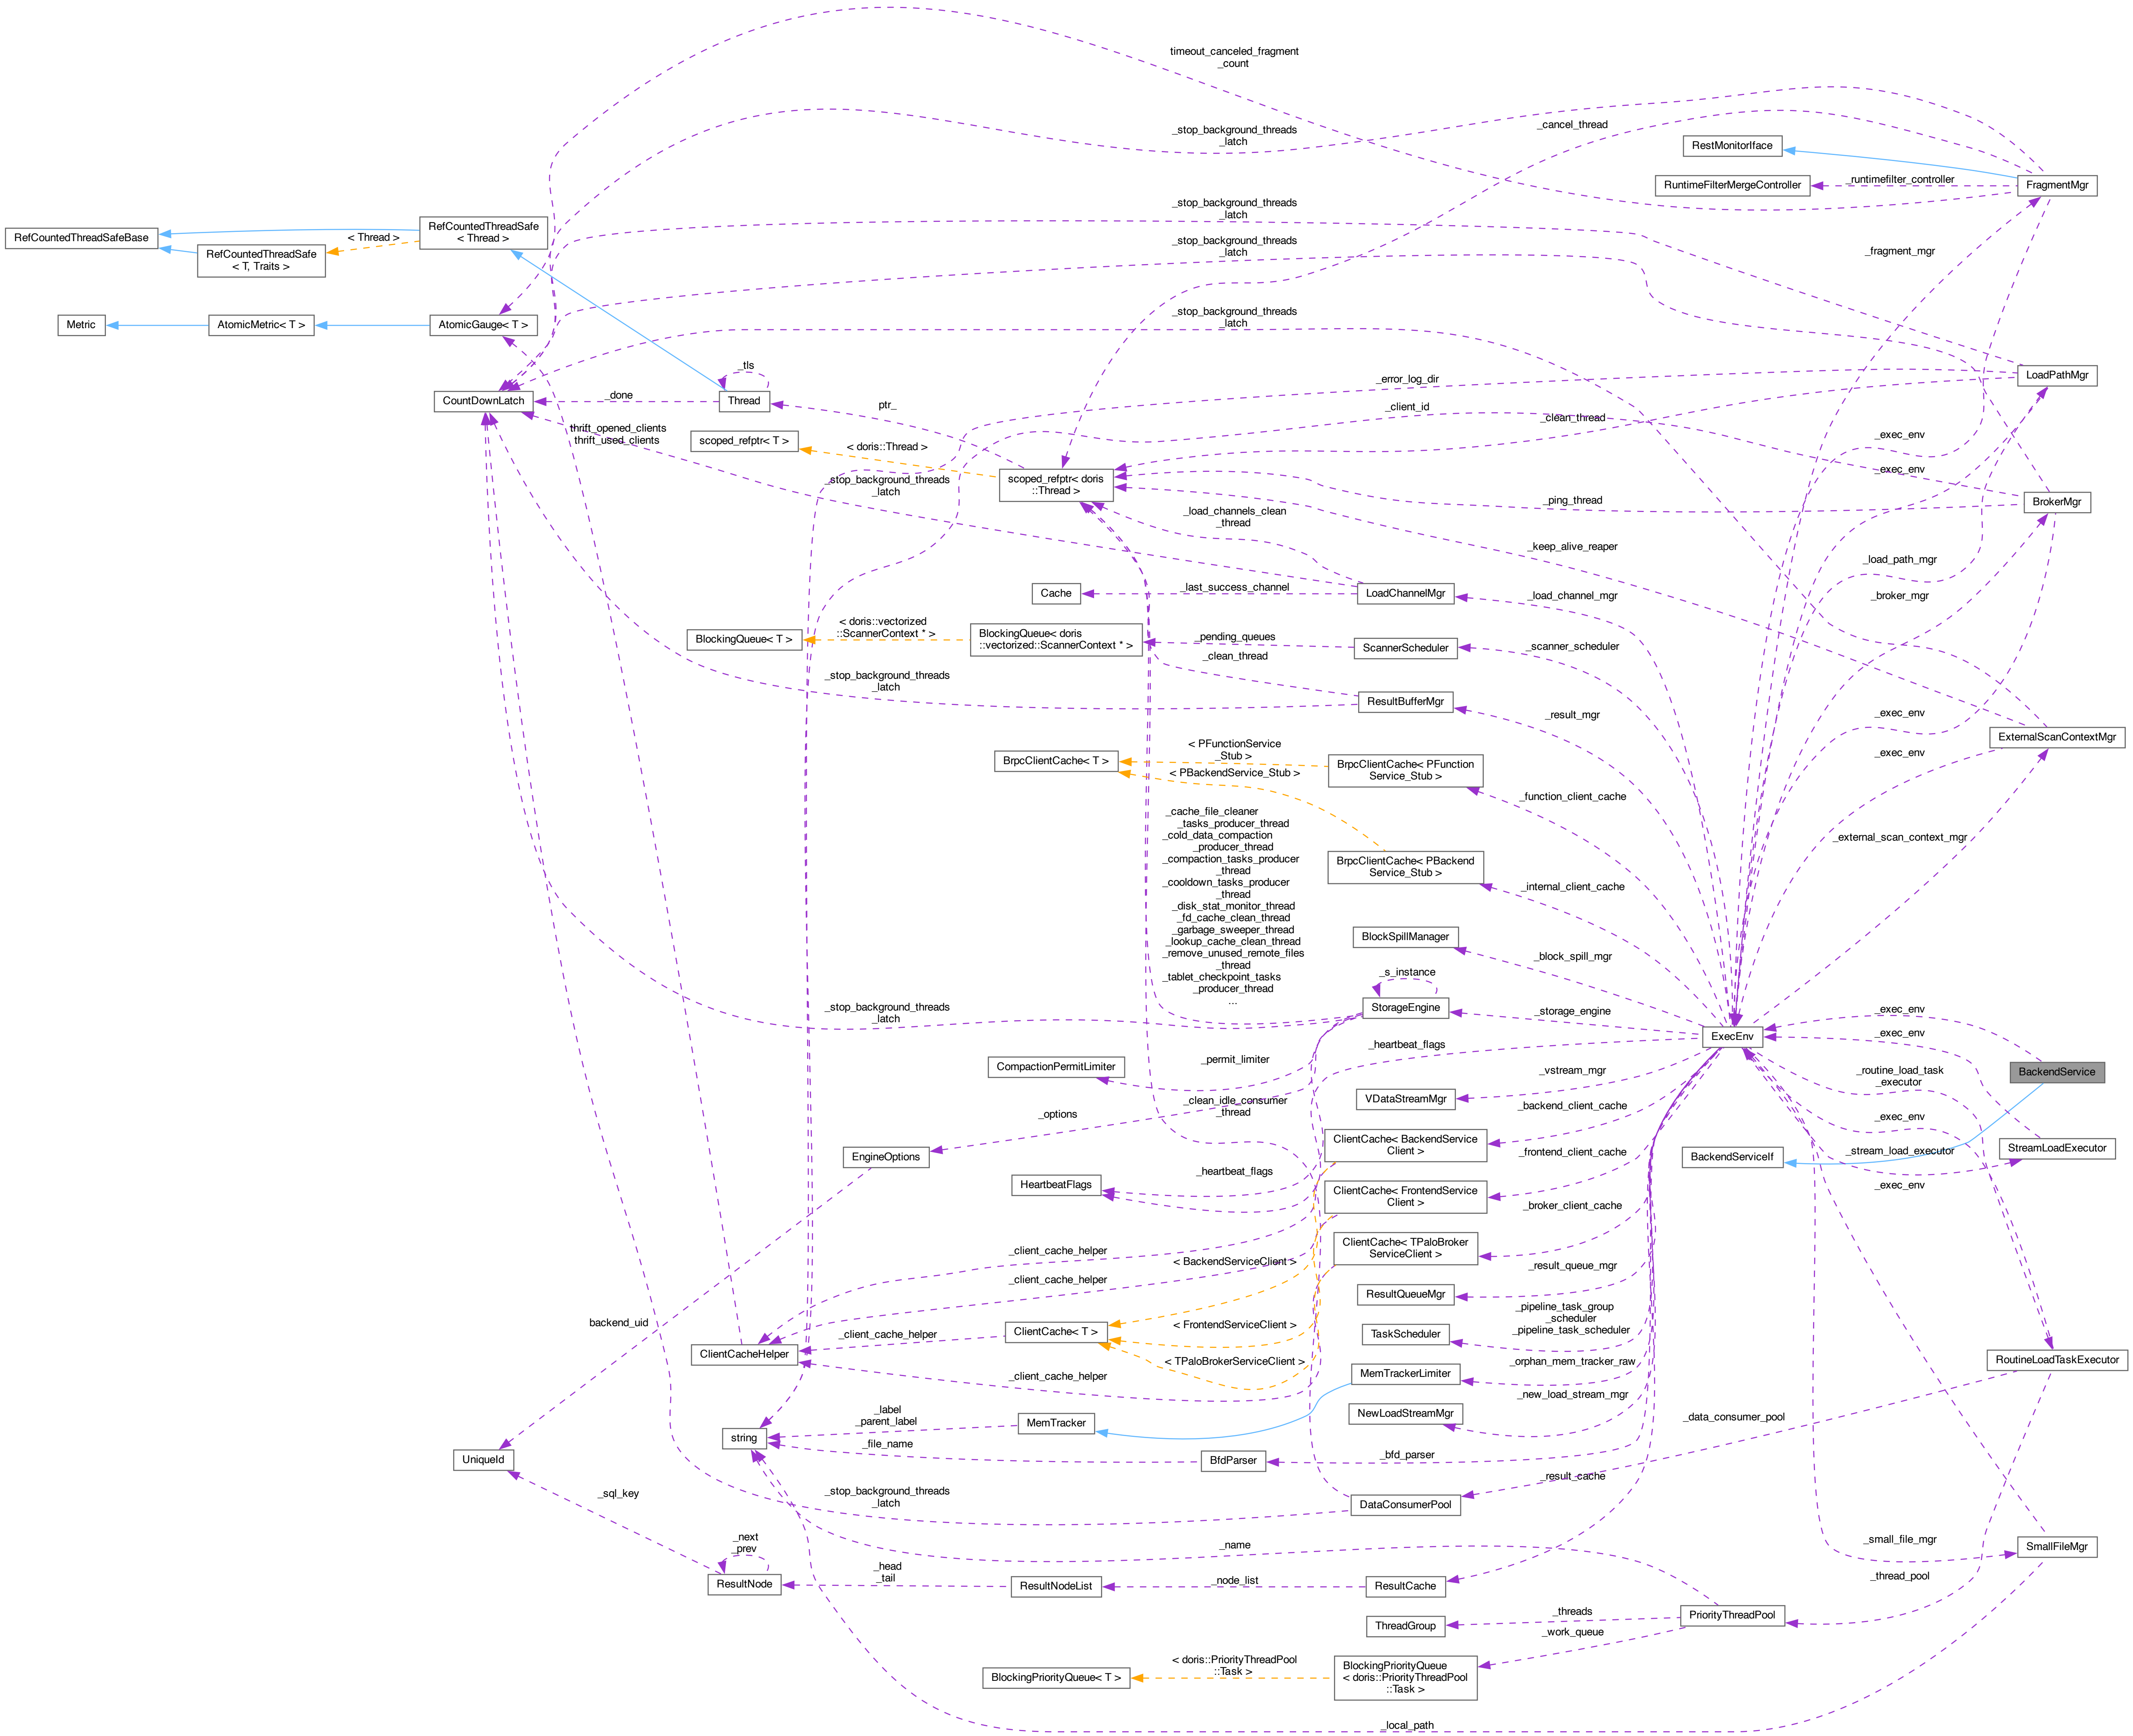 timeout_canceled_fragment
_count
_stop_background_threads
_latch
_cancel_thread
RestMonitorIface
RuntimeFilterMergeController
_runtimefilter_controller
FragmentMgr
_stop_background_threads
_latch
RefCountedThreadSafeBase
< Thread >
RefCountedThreadSafe
< Thread >
RefCountedThreadSafe
< T, Traits >
_stop_background_threads
_latch
_fragment_mgr
Metric
AtomicMetric< T >
AtomicGauge< T >
_stop_background_threads
_latch
_tls
_error_log_dir
LoadPathMgr
CountDownLatch
_done
Thread
ptr_
_client_id
_clean_thread
thrift_opened_clients
thrift_used_clients
scoped_refptr< T >
< doris::Thread >
_exec_env
_exec_env
_stop_background_threads
_latch
scoped_refptr< doris
::Thread >
_ping_thread
BrokerMgr
_load_channels_clean
_thread
_keep_alive_reaper
_load_path_mgr
_broker_mgr
Cache
_last_success_channel
LoadChannelMgr
_load_channel_mgr
BlockingQueue< T >
< doris::vectorized
::ScannerContext * >
BlockingQueue< doris
::vectorized::ScannerContext * >
_pending_queues
_clean_thread
ScannerScheduler
_scanner_scheduler
_stop_background_threads
_latch
ResultBufferMgr
_result_mgr
_exec_env
ExternalScanContextMgr
_exec_env
BrpcClientCache< T >
< PFunctionService
_Stub >
< PBackendService_Stub >
BrpcClientCache< PFunction
Service_Stub >
_function_client_cache
_external_scan_context_mgr
_cache_file_cleaner
_tasks_producer_thread
_cold_data_compaction
_producer_thread
_compaction_tasks_producer
_thread
_cooldown_tasks_producer
_thread
_disk_stat_monitor_thread
_fd_cache_clean_thread
_garbage_sweeper_thread
_lookup_cache_clean_thread
_remove_unused_remote_files
_thread
_tablet_checkpoint_tasks
_producer_thread
...
BrpcClientCache< PBackend
Service_Stub >
_internal_client_cache
BlockSpillManager
_block_spill_mgr
_s_instance
StorageEngine
_storage_engine
_stop_background_threads
_latch
ExecEnv
_exec_env
_exec_env
_heartbeat_flags
CompactionPermitLimiter
_permit_limiter
_vstream_mgr
VDataStreamMgr
_routine_load_task
_executor
BackendService
_clean_idle_consumer
_thread
_options
_backend_client_cache
_exec_env
EngineOptions
ClientCache< BackendService
Client >
_frontend_client_cache
BackendServiceIf
_stream_load_executor
StreamLoadExecutor
HeartbeatFlags
_heartbeat_flags
ClientCache< FrontendService
Client >
_exec_env
_broker_client_cache
_client_cache_helper
< BackendServiceClient >
ClientCache< TPaloBroker
ServiceClient >
_result_queue_mgr
_client_cache_helper
ResultQueueMgr
backend_uid
_client_cache_helper
ClientCache< T >
< FrontendServiceClient >
_pipeline_task_group
_scheduler
_pipeline_task_scheduler
TaskScheduler
ClientCacheHelper
< TPaloBrokerServiceClient >
_orphan_mem_tracker_raw
RoutineLoadTaskExecutor
_client_cache_helper
MemTrackerLimiter
_new_load_stream_mgr
_label
_parent_label
MemTracker
NewLoadStreamMgr
_data_consumer_pool
string
_file_name
BfdParser
_bfd_parser
UniqueId
_result_cache
_sql_key
_stop_background_threads
_latch
DataConsumerPool
_next
_prev
_name
_small_file_mgr
SmallFileMgr
ResultNode
_head
_tail
ResultNodeList
_node_list
ResultCache
_thread_pool
ThreadGroup
_threads
PriorityThreadPool
_work_queue
BlockingPriorityQueue< T >
< doris::PriorityThreadPool
::Task >
BlockingPriorityQueue
< doris::PriorityThreadPool
::Task >
_local_path